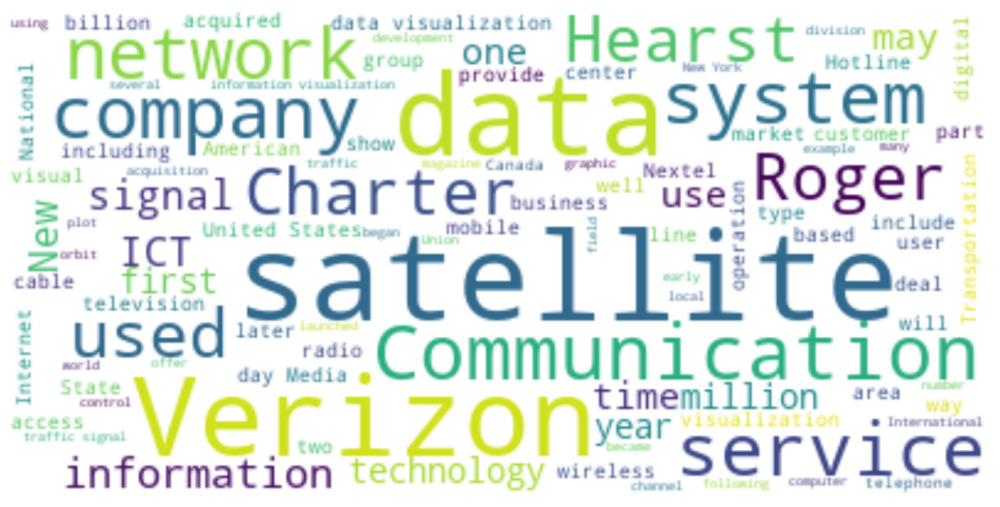 using
billion
acquired
data visualization
Hearst
division
may
digital
network
development
one
group
Hotline
provide
center
New York
National
several
information visualization
data
system
company
show
market
customer
part
including
American
example
many
traffic
magazine
Canada
graphic
Nextel
Roger
Transportation
visual
acquisition
signal
Charter
well
use
business
operation
New
plot
type
United States
began
mobile
field
line
based
include
Union
user
orbit
ICT
satellite
cable
first
early
local
deal
television
Internet
used
later
launched
will
radio
Communication
world
offer
day
Media
State
control
Verizon
time
million
area
number
way
access
traffic signal
year
visualization
• International
two
became
service
information
technology
wireless
channel
following
computer
telephone